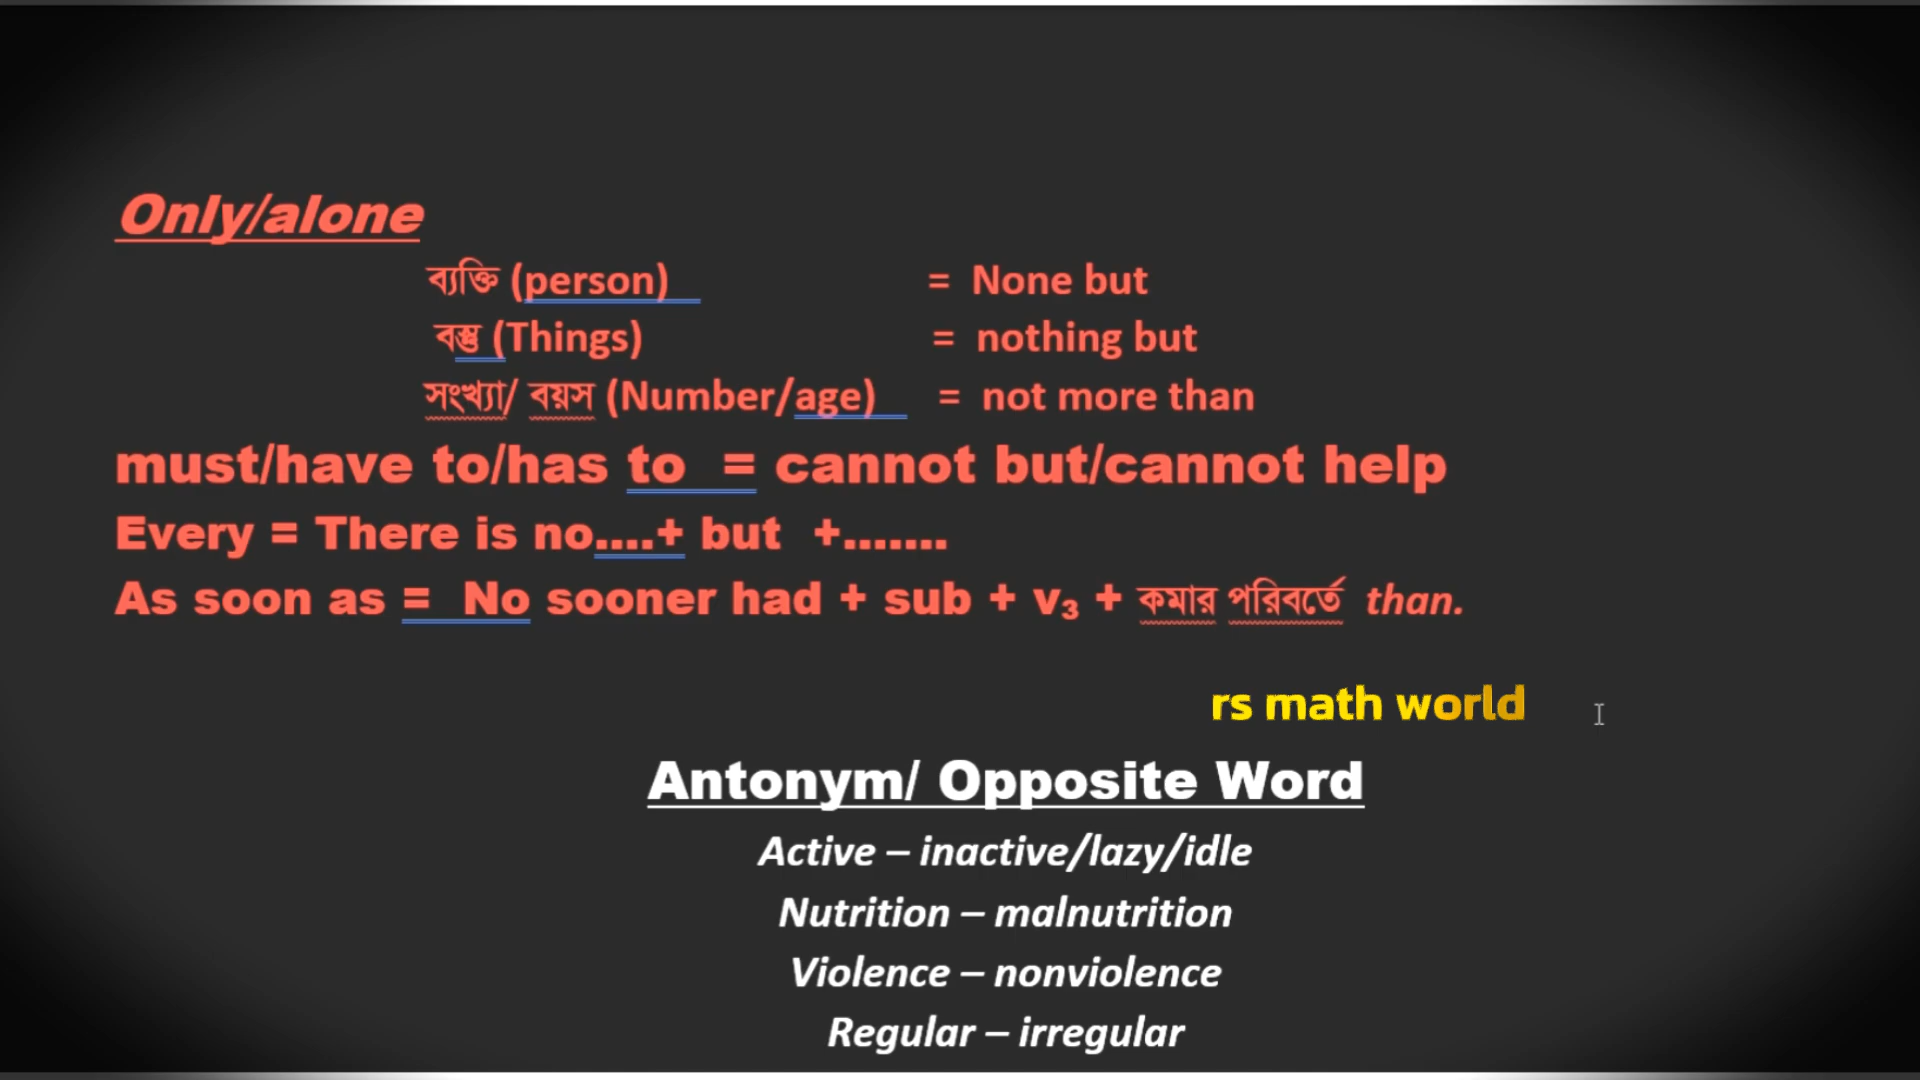 Only/alone
ব্যক্তি (person) = None but
বস্তু (Things) = nothing but
সংখ্যা/ বয়স (Number/age) = not more than
must/have to/has to = cannot but/cannot help
Every = There is no....+ but +.......
As soon as = No sooner had + sub + v₃ + কমার পরিবর্তে than.
rs math world
Antonym/ Opposite Word
Active – inactive/lazy/idle
Nutrition – malnutrition
Violence – nonviolence
Regular – irregular